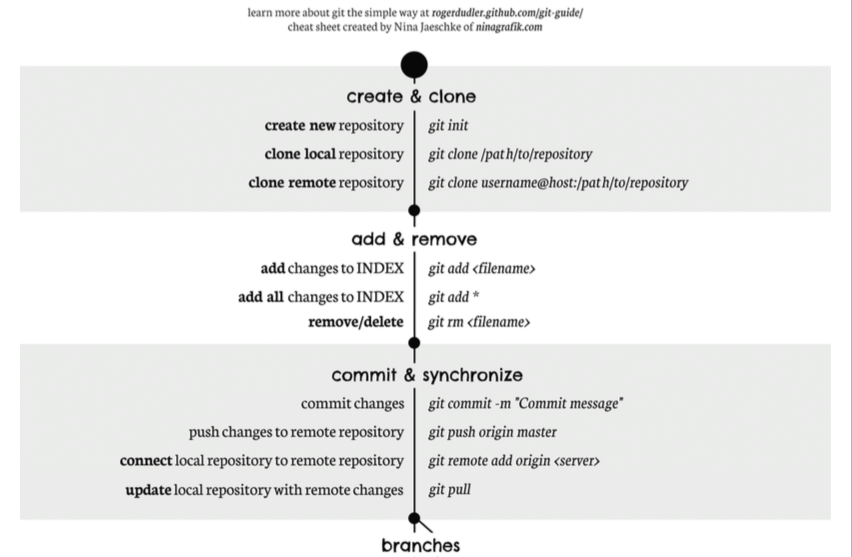 learn more about git the simple way at rogerdudler.github.com/git-guide/
cheat sheet created by Nina Jaeschke of ninagrafik.com
create & clone
create new repository git init
clone local repository git clone /path/to/repository
clone remote repository git clone username@host:/path/to/repository
add & remove
add changes to INDEX git add <filename>
add all changes to INDEX git add *
remove/delete git rm <filename>
commit & synchronize
commit changes git commit -m "Commit message"
push changes to remote repository git push origin master
connect local repository to remote repository git remote add origin <server>
update local repository with remote changes git pull
branches